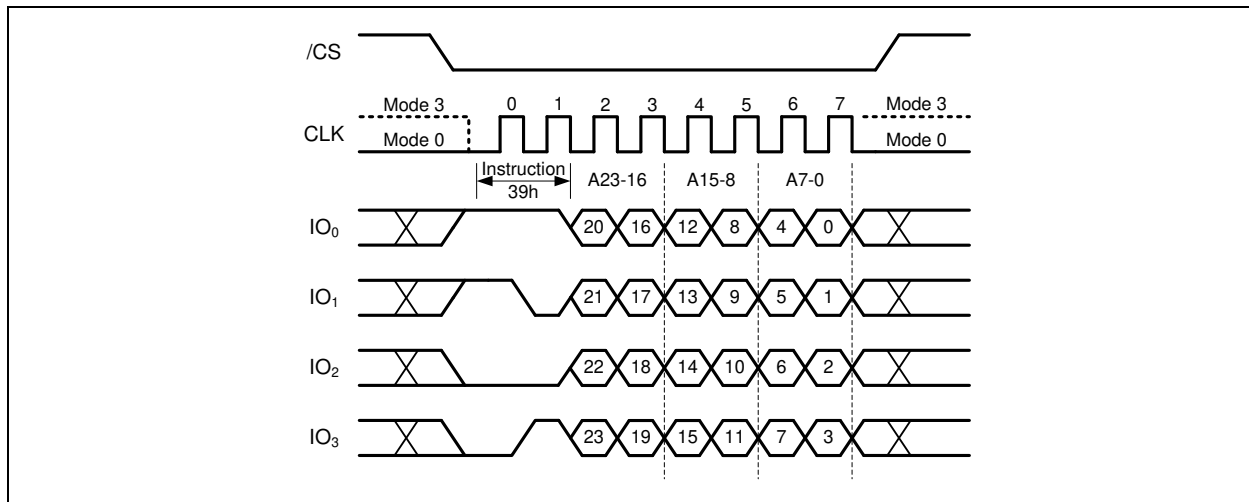 /CS
Mode 3 0 1 2 3 4 5 6 7 Mode 3
CLK
Mode 0 Mode 0
Instruction
39h
A23-16 A15-8 A7-0
IO₀ 20 16 12 8 4 0
IO₁ 21 17 13 9 5 1
IO₂ 22 18 14 10 6 2
IO₃ 23 19 15 11 7 3